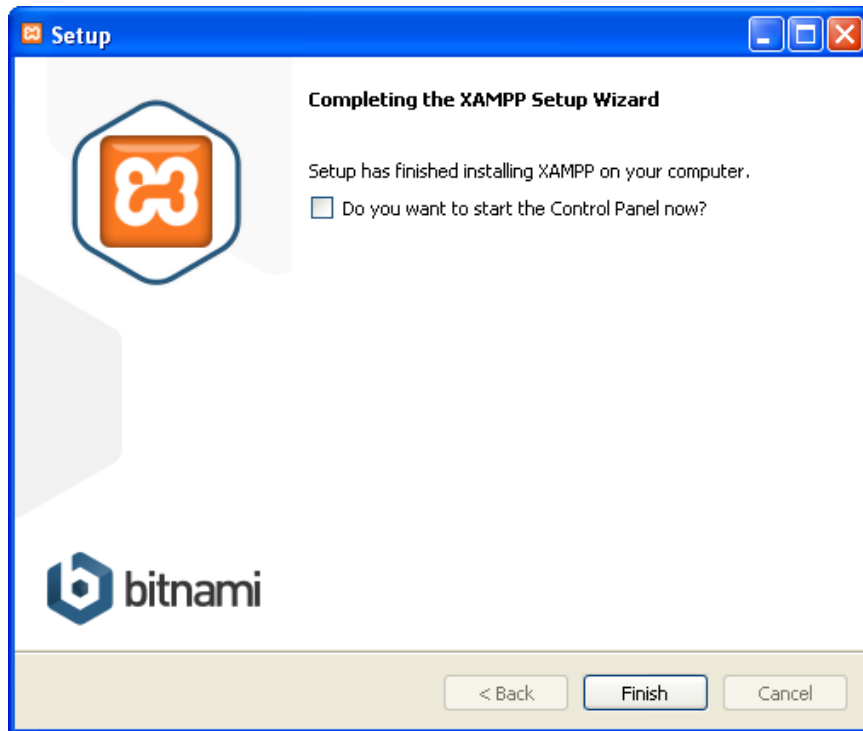 Setup
Completing the XAMPP Setup Wizard
Setup has finished installing XAMPP on your computer.
Do you want to start the Control Panel now?
bitnami
< Back
Finish
Cancel